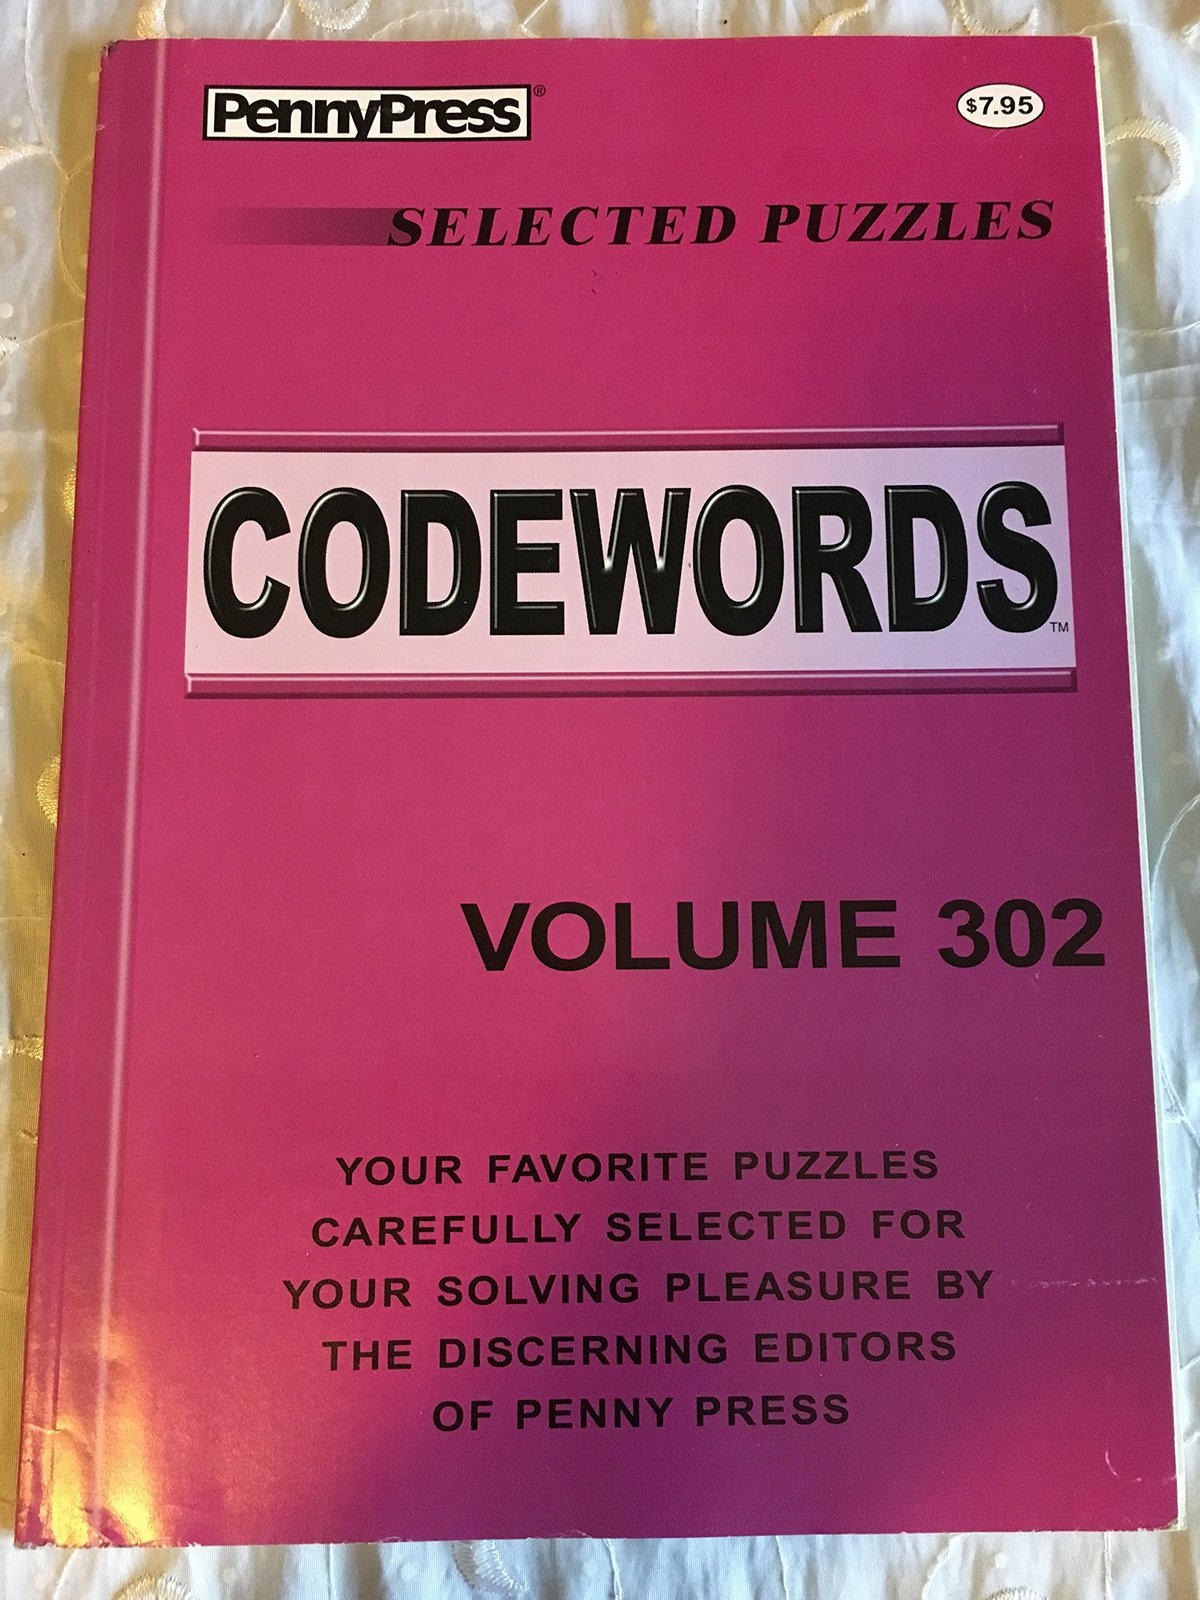 PennyPress®
$7.95
SELECTED PUZZLES
CODEWORDS™
VOLUME 302
YOUR FAVORITE PUZZLES
CAREFULLY SELECTED FOR
YOUR SOLVING PLEASURE BY
THE DISCERNING EDITORS
OF PENNY PRESS